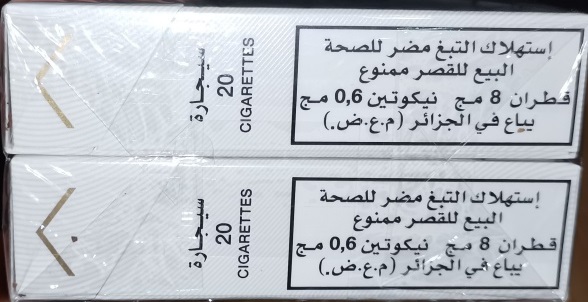 إستهلاك التبغ مضر للصحة
البيع للقصر ممنوع
قطران 8 مج نيكوتين 0,6 مج
يباع في الجزائر (م.ع.ض.)
سيجارة
20
CIGARETTES
إستهلاك التبغ مضر للصحة
البيع للقصر ممنوع
قطران 8 مج نيكوتين 0,6 مج
يباع في الجزائر (م.ع.ض.)
سيجارة
20
CIGARETTES